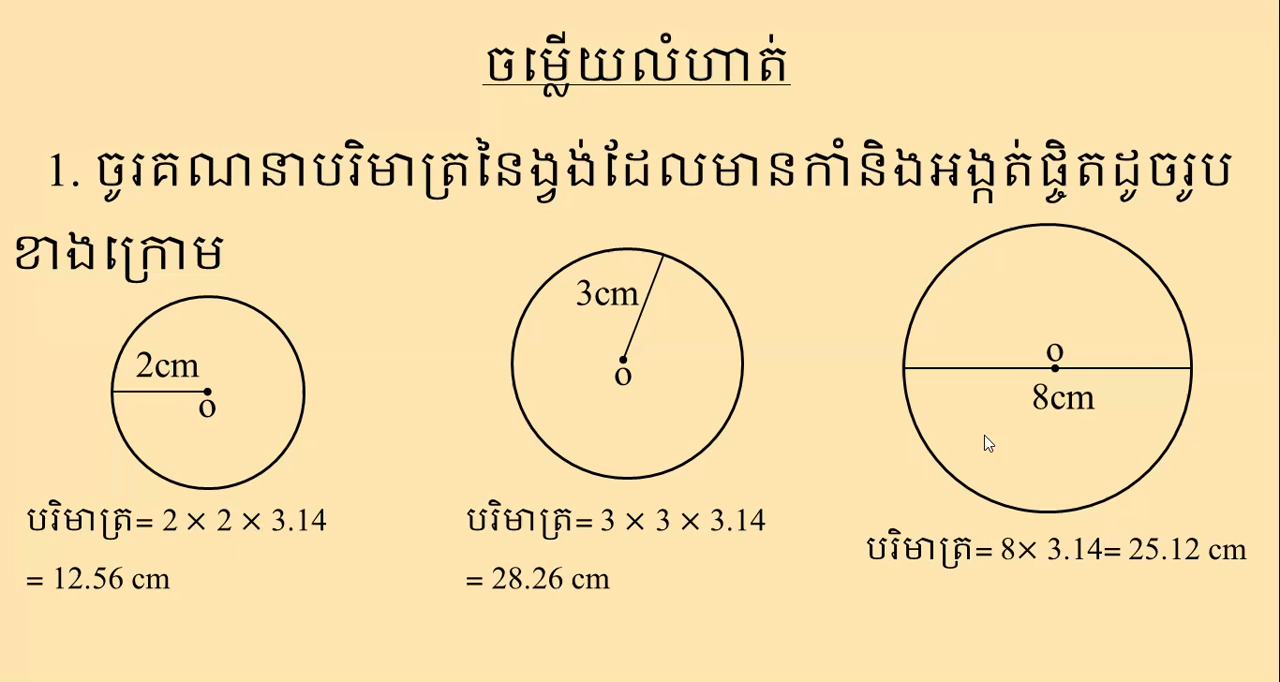 ចម្លើយលំហាត់
1. ចូរគណនាបរិមាត្រនៃង្វង់ដែលមានកាំនិងអង្កត់ផ្ចិតដូចរូប
ខាងក្រោម
2cm
o
3cm
o
o
8cm
បរិមាត្រ= 2 × 2 × 3.14
= 12.56 cm
បរិមាត្រ= 3 × 3 × 3.14
= 28.26 cm
បរិមាត្រ= 8× 3.14= 25.12 cm